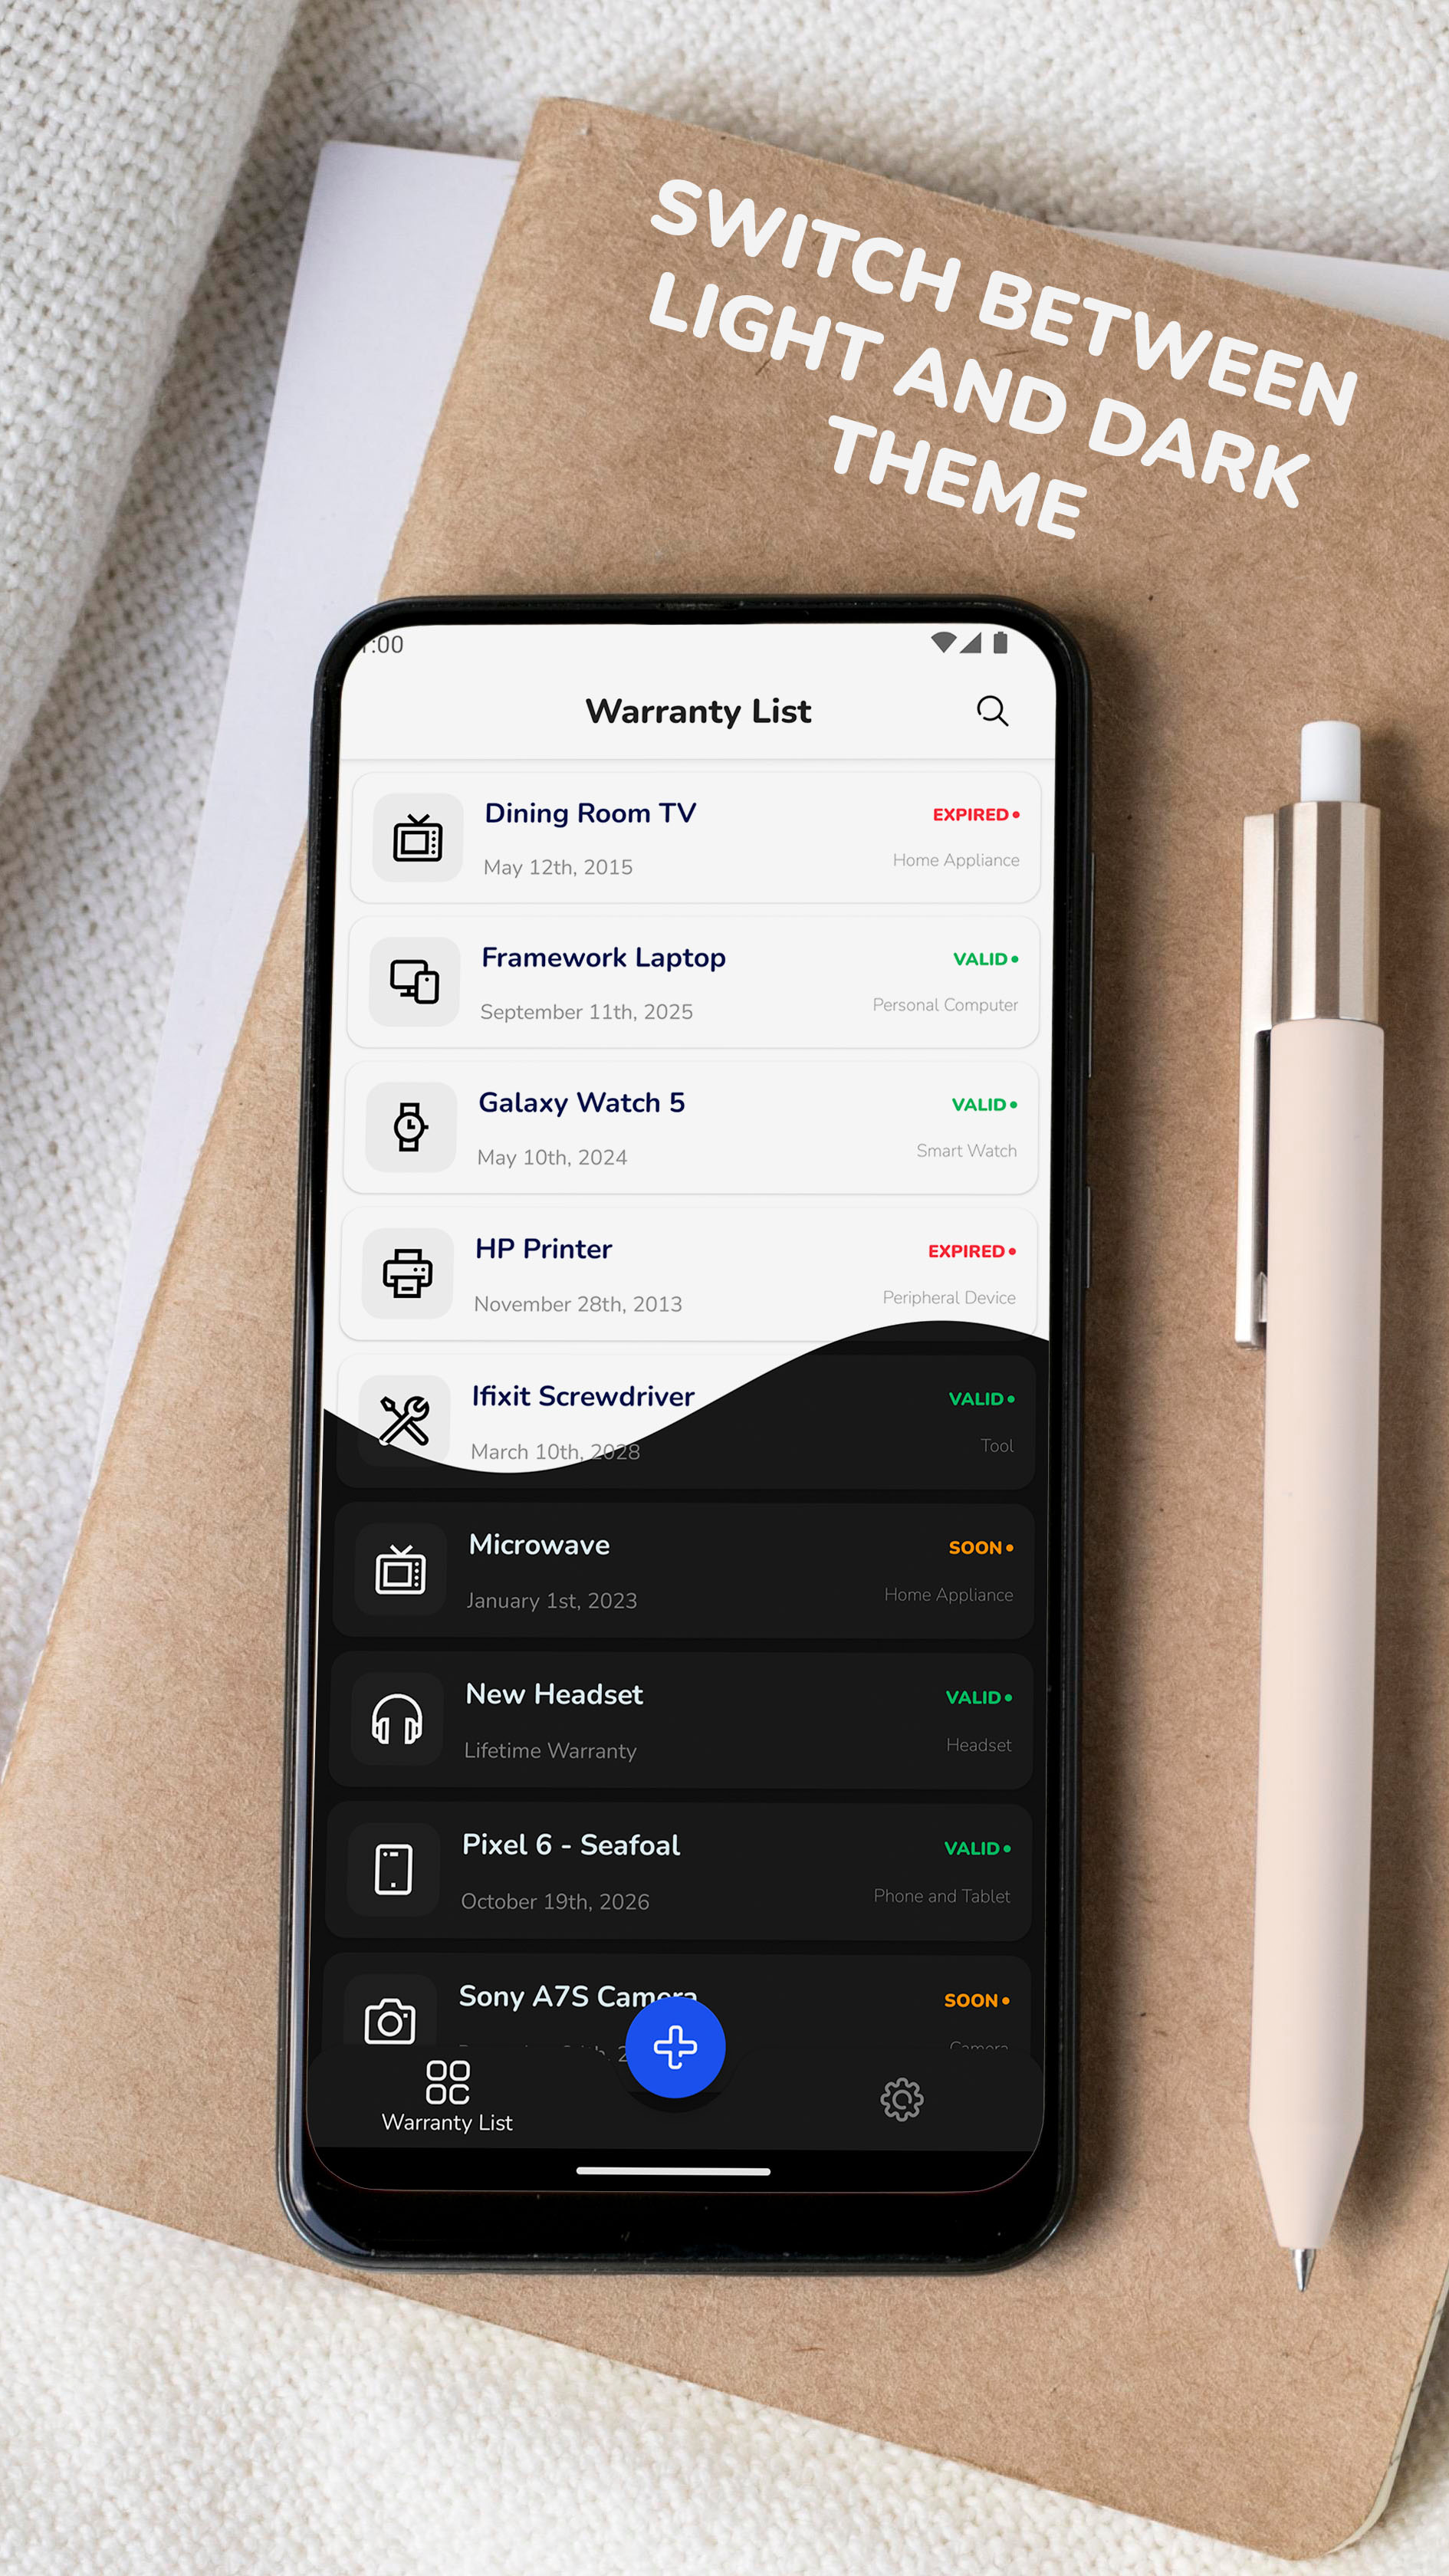 SWITCH BETWEEN
LIGHT AND DARK
THEME
:00
Warranty List
Dining Room TV
EXPIRED
May 12th, 2015
Home Appliance
Framework Laptop
VALID
September 11th, 2025
Personal Computer
Galaxy Watch 5
VALID
May 10th, 2024
Smart Watch
HP Printer
EXPIRED
November 28th, 2013
Peripheral Device
Ifixit Screwdriver
VALID
March 10th, 2028
Tool
Microwave
SOON
January 1st, 2023
Home Appliance
New Headset
VALID
Lifetime Warranty
Headset
Pixel 6 - Seafoal
VALID
October 19th, 2026
Phone and Tablet
Sony A7S Camera
SOON
Camera
Warranty List